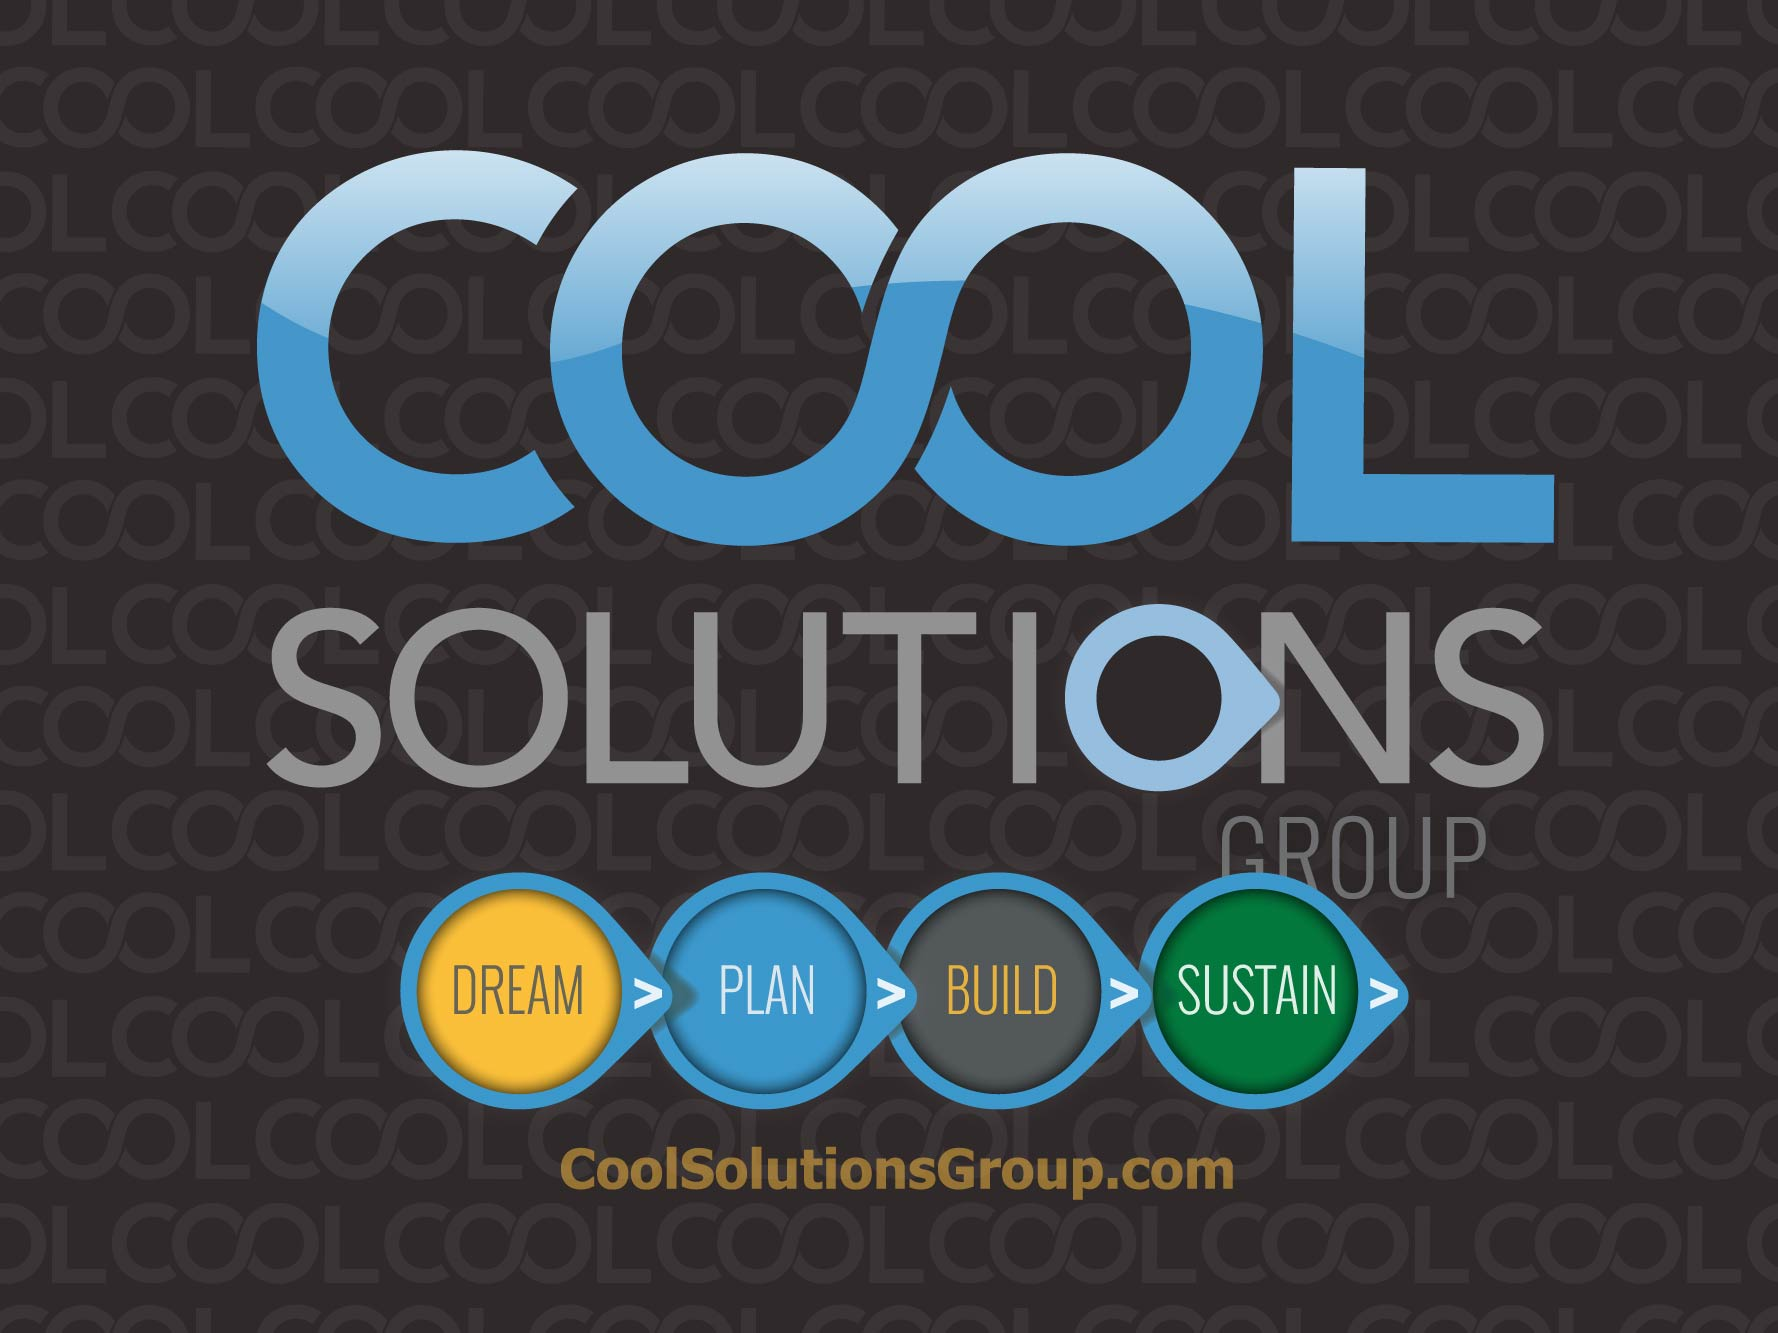 COOL
SOLUTIONS
GROUP
DREAM > PLAN > BUILD > SUSTAIN >
CoolSolutionsGroup.com